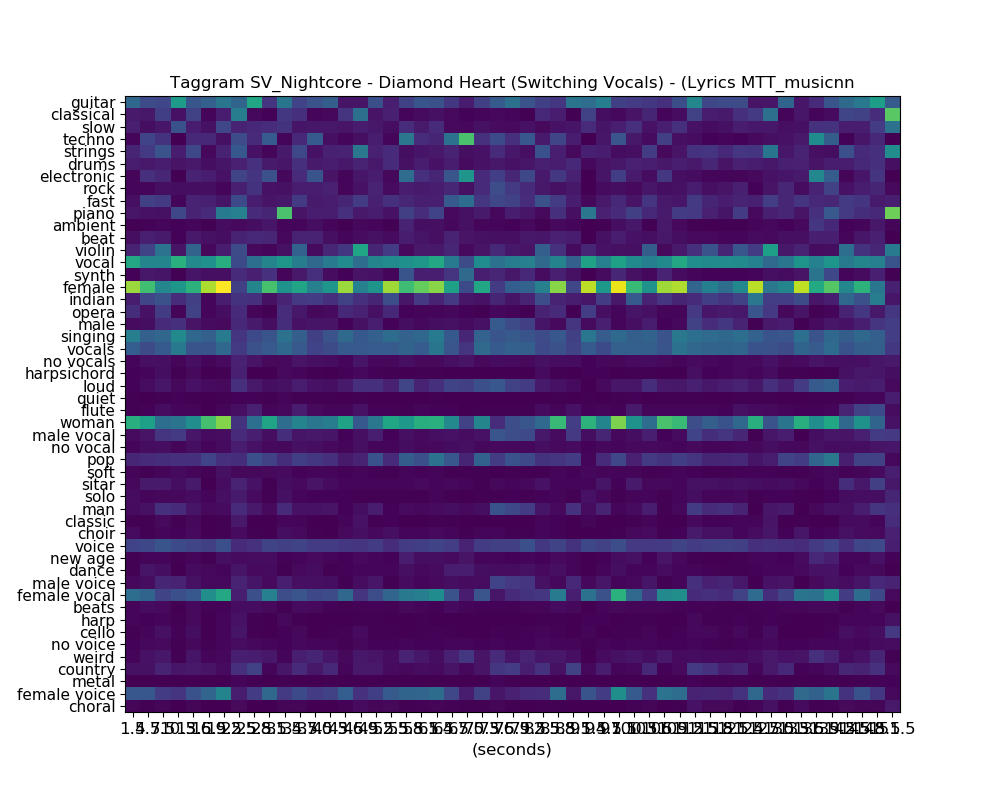 Taggram SV_Nightcore - Diamond Heart (Switching Vocals) - (Lyrics MTT_musicnn
guitar
classical
slow
techno
strings
drums
electronic
rock
fast
piano
ambient
beat
violin
vocal
synth
female
indian
opera
male
singing
vocals
no vocals
harpsichord
loud
quiet
flute
woman
male vocal
no vocal
pop
soft
sitar
solo
man
classic
choir
voice
new age
dance
male voice
female vocal
beats
harp
cello
no voice
weird
country
metal
female voice
choral
(seconds)